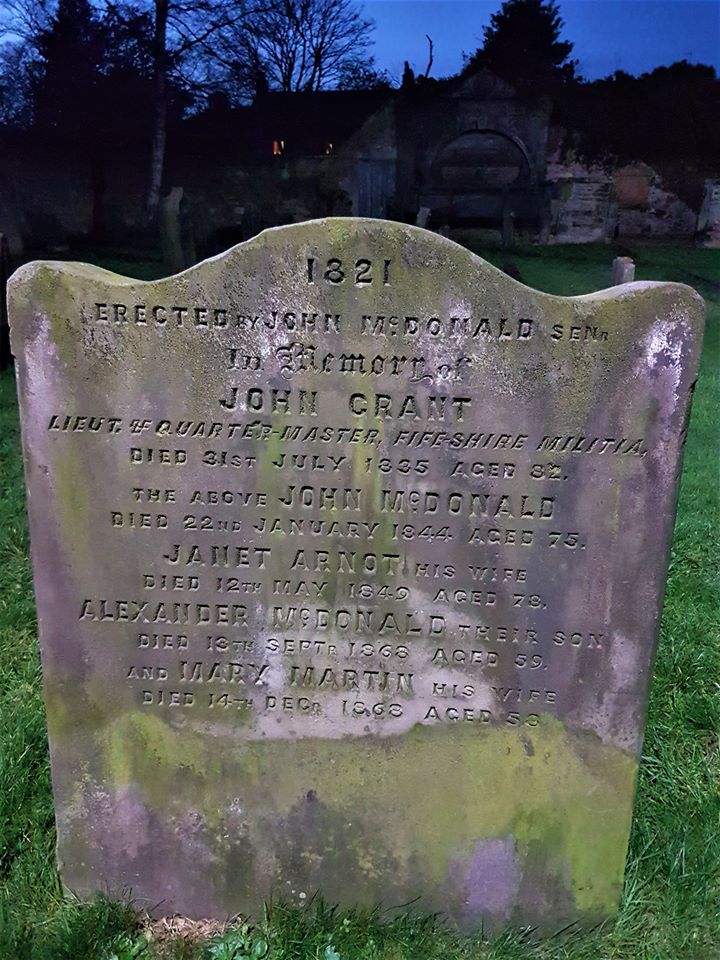 1821
ERECTED BY JOHN McDONALD SENR
In Memory of
JOHN GRANT
LIEUT. & QUARTER-MASTER, FIFE-SHIRE MILITIA,
DIED 31ST JULY 1835 AGED 82.
THE ABOVE JOHN McDONALD
DIED 22ND JANUARY 1844 AGED 75.
JANET ARNOT HIS WIFE
DIED 12TH MAY 1849 AGED 78.
ALEXANDER McDONALD THEIR SON
DIED 13TH SEPTR 1868 AGED 59.
AND MARY MARTIN HIS WIFE
DIED 14TH DECR 1868 AGED 58